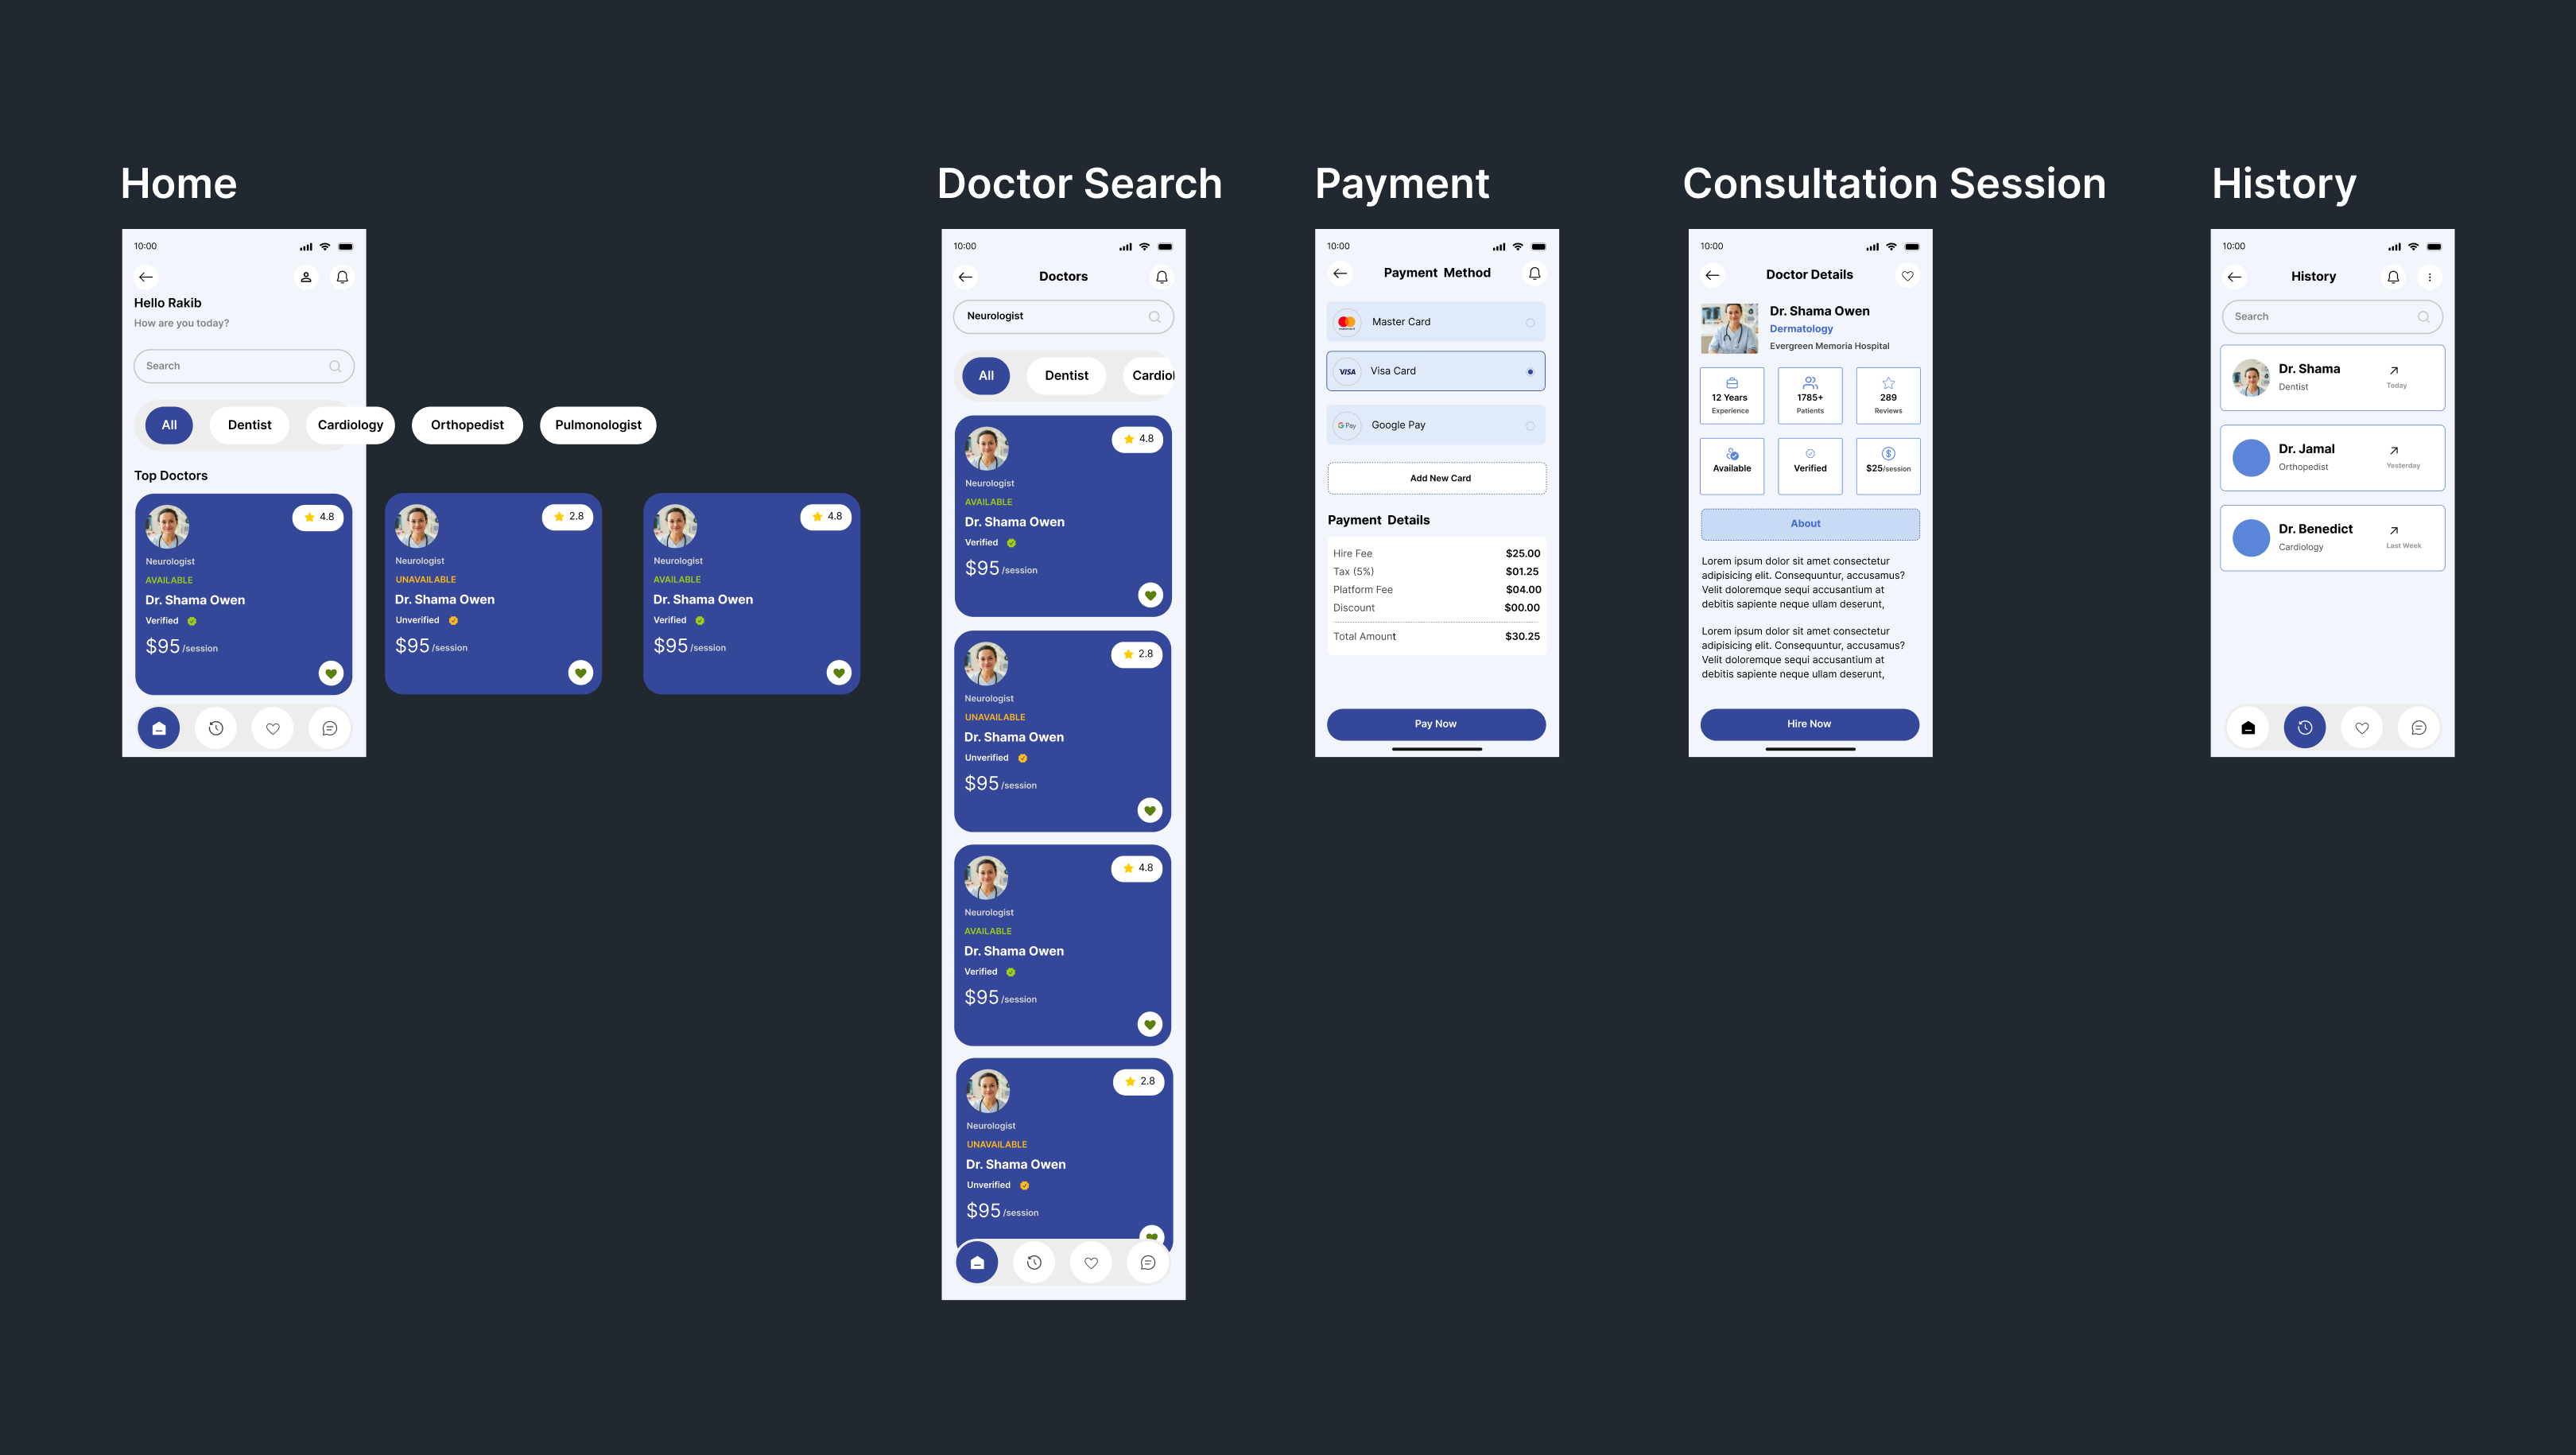 Home
10:00
Hello Rakib
How are you today?
Search
All
Dentist
Cardiology
Orthopedist
Pulmonologist
Top Doctors
4.8
Neurologist
AVAILABLE
Dr. Shama Owen
Verified
$95 /session
2.8
Neurologist
UNAVAILABLE
Dr. Shama Owen
Unverified
$95 /session
4.8
Neurologist
AVAILABLE
Dr. Shama Owen
Verified
$95 /session
Doctor Search
10:00
Doctors
Neurologist
All
Dentist
Cardiol
4.8
Neurologist
AVAILABLE
Dr. Shama Owen
Verified
$95 /session
2.8
Neurologist
UNAVAILABLE
Dr. Shama Owen
Unverified
$95 /session
4.8
Neurologist
AVAILABLE
Dr. Shama Owen
Verified
$95 /session
2.8
Neurologist
UNAVAILABLE
Dr. Shama Owen
Unverified
$95 /session
Payment
10:00
Payment Method
Master Card
VISA
Visa Card
G Pay
Google Pay
Add New Card
Payment Details
Hire Fee $25.00
Tax (5%) $01.25
Platform Fee $04.00
Discount $00.00
Total Amount $30.25
Pay Now
Consultation Session
10:00
Doctor Details
Dr. Shama Owen
Dermatology
Evergreen Memoria Hospital
12 Years
Experience
1785+
Patients
289
Reviews
Available
Verified
$25/session
About
Lorem ipsum dolor sit amet consectetur
adipisicing elit. Consequuntur, accusamus?
Velit doloremque sequi accusantium at
debitis sapiente neque ullam deserunt,
Lorem ipsum dolor sit amet consectetur
adipisicing elit. Consequuntur, accusamus?
Velit doloremque sequi accusantium at
debitis sapiente neque ullam deserunt,
Hire Now
History
10:00
History
Search
Dr. Shama
Dentist
Today
Dr. Jamal
Orthopedist
Yesterday
Dr. Benedict
Cardiology
Last Week